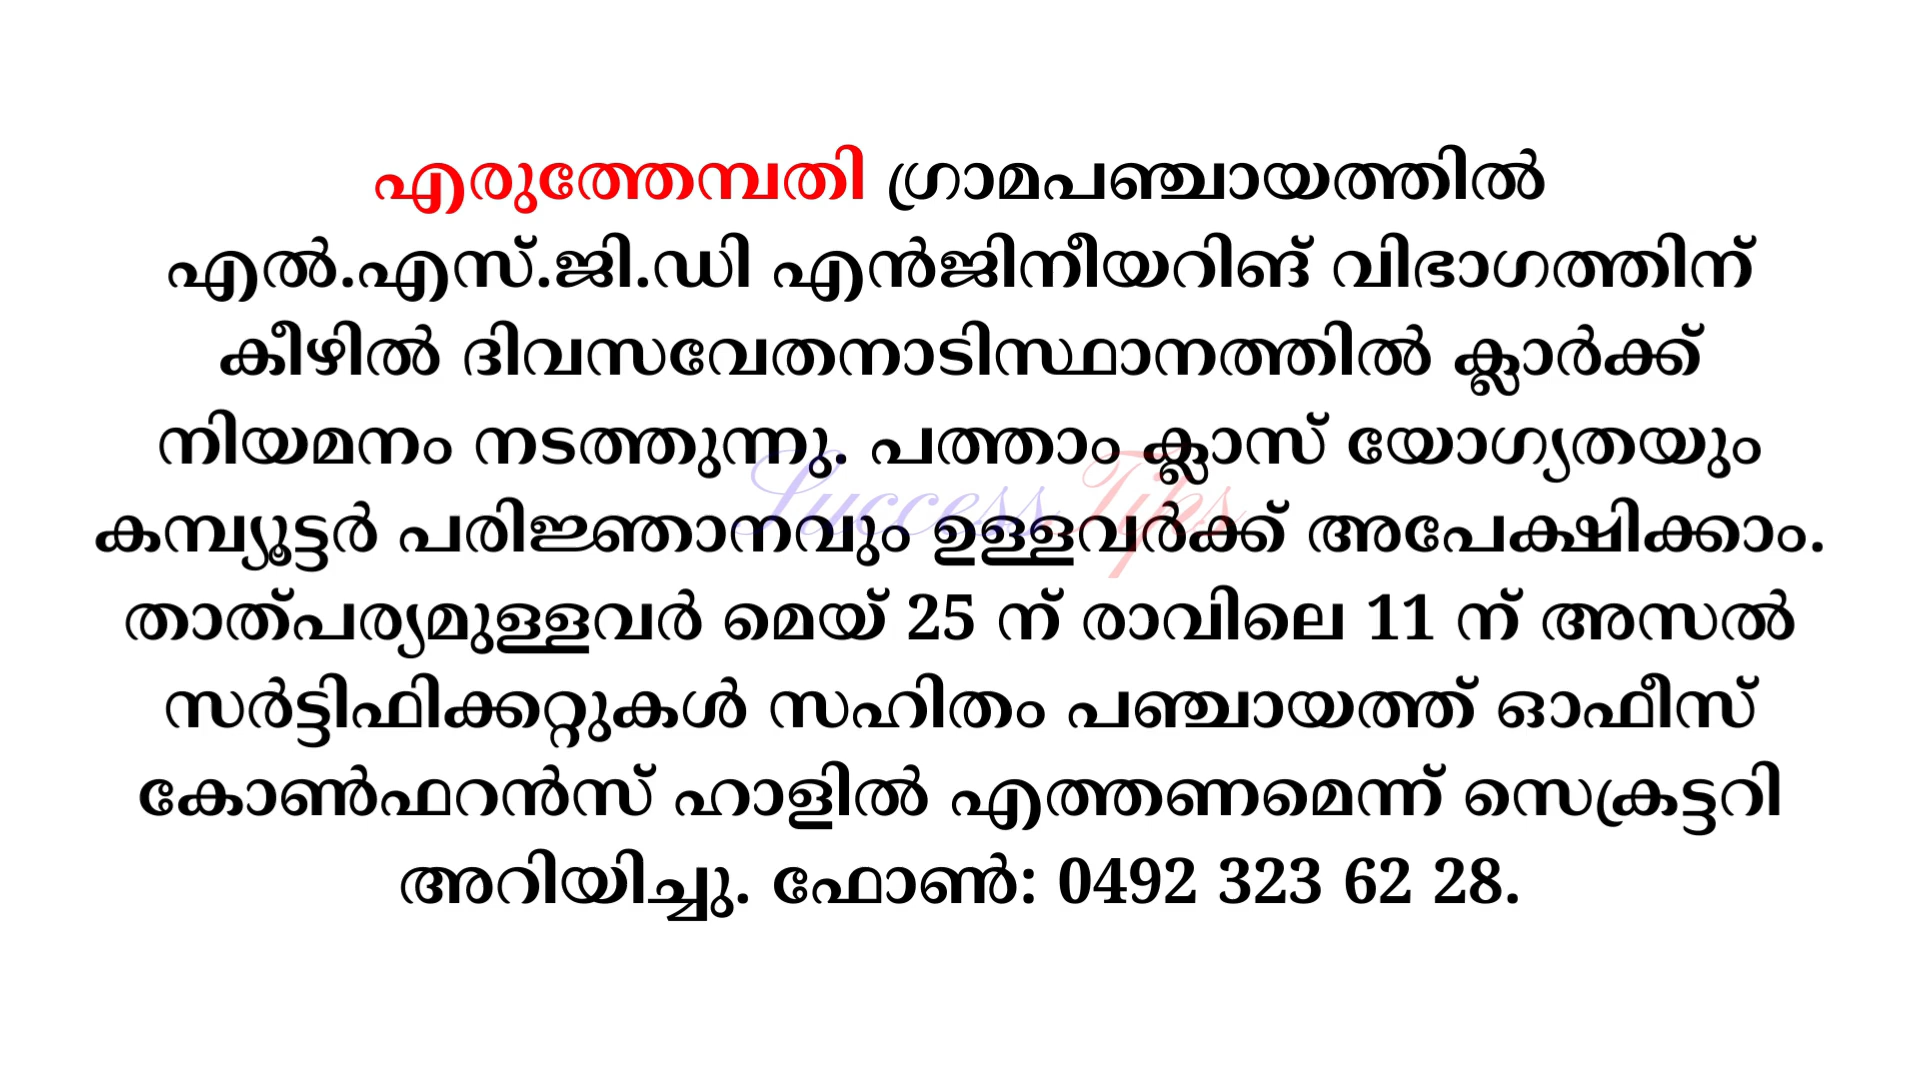 എരുത്തേമ്പതി ഗ്രാമപഞ്ചായത്തിൽ
എൽ.എസ്.ജി.ഡി എൻജിനീയറിങ് വിഭാഗത്തിന്
കീഴിൽ ദിവസവേതനാടിസ്ഥാനത്തിൽ ക്ലാർക്ക്
നിയമനം നടത്തുന്നു. പത്താം ക്ലാസ് യോഗ്യതയും
കമ്പ്യൂട്ടർ പരിജ്ഞാനവും ഉള്ളവർക്ക് അപേക്ഷിക്കാം.
താത്പര്യമുള്ളവർ മെയ് 25 ന് രാവിലെ 11 ന് അസൽ
സർട്ടിഫിക്കറ്റുകൾ സഹിതം പഞ്ചായത്ത് ഓഫീസ്
കോൺഫറൻസ് ഹാളിൽ എത്തണമെന്ന് സെക്രട്ടറി
അറിയിച്ചു. ഫോൺ: 0492 323 62 28.
Success Tips